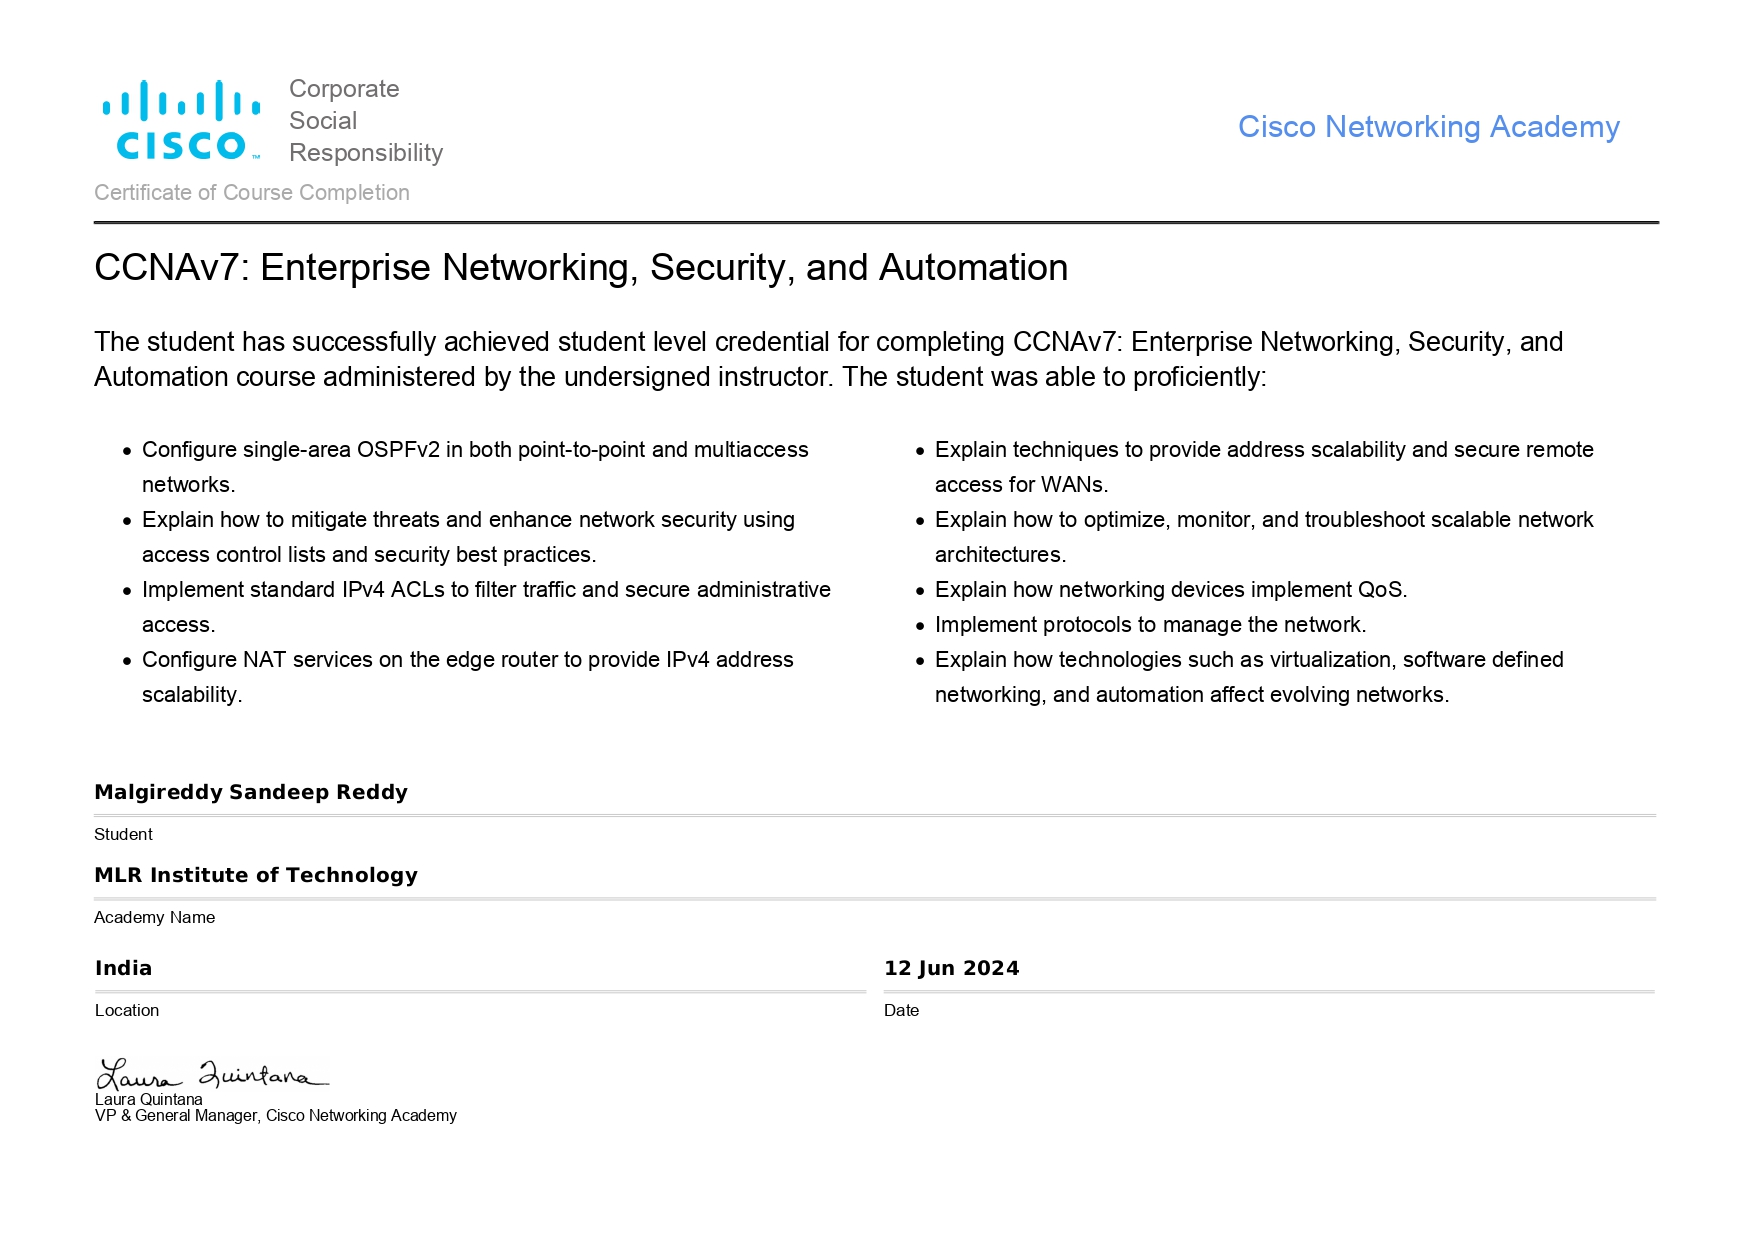 CISCO ™
Corporate
Social
Responsibility
Cisco Networking Academy
Certificate of Course Completion
CCNAv7: Enterprise Networking, Security, and Automation
The student has successfully achieved student level credential for completing CCNAv7: Enterprise Networking, Security, and
Automation course administered by the undersigned instructor. The student was able to proficiently:
• Configure single-area OSPFv2 in both point-to-point and multiaccess
networks.
• Explain how to mitigate threats and enhance network security using
access control lists and security best practices.
• Implement standard IPv4 ACLs to filter traffic and secure administrative
access.
• Configure NAT services on the edge router to provide IPv4 address
scalability.
• Explain techniques to provide address scalability and secure remote
access for WANs.
• Explain how to optimize, monitor, and troubleshoot scalable network
architectures.
• Explain how networking devices implement QoS.
• Implement protocols to manage the network.
• Explain how technologies such as virtualization, software defined
networking, and automation affect evolving networks.
Malgireddy Sandeep Reddy
Student
MLR Institute of Technology
Academy Name
India
Location
12 Jun 2024
Date
Laura Quintana
Laura Quintana
VP & General Manager, Cisco Networking Academy